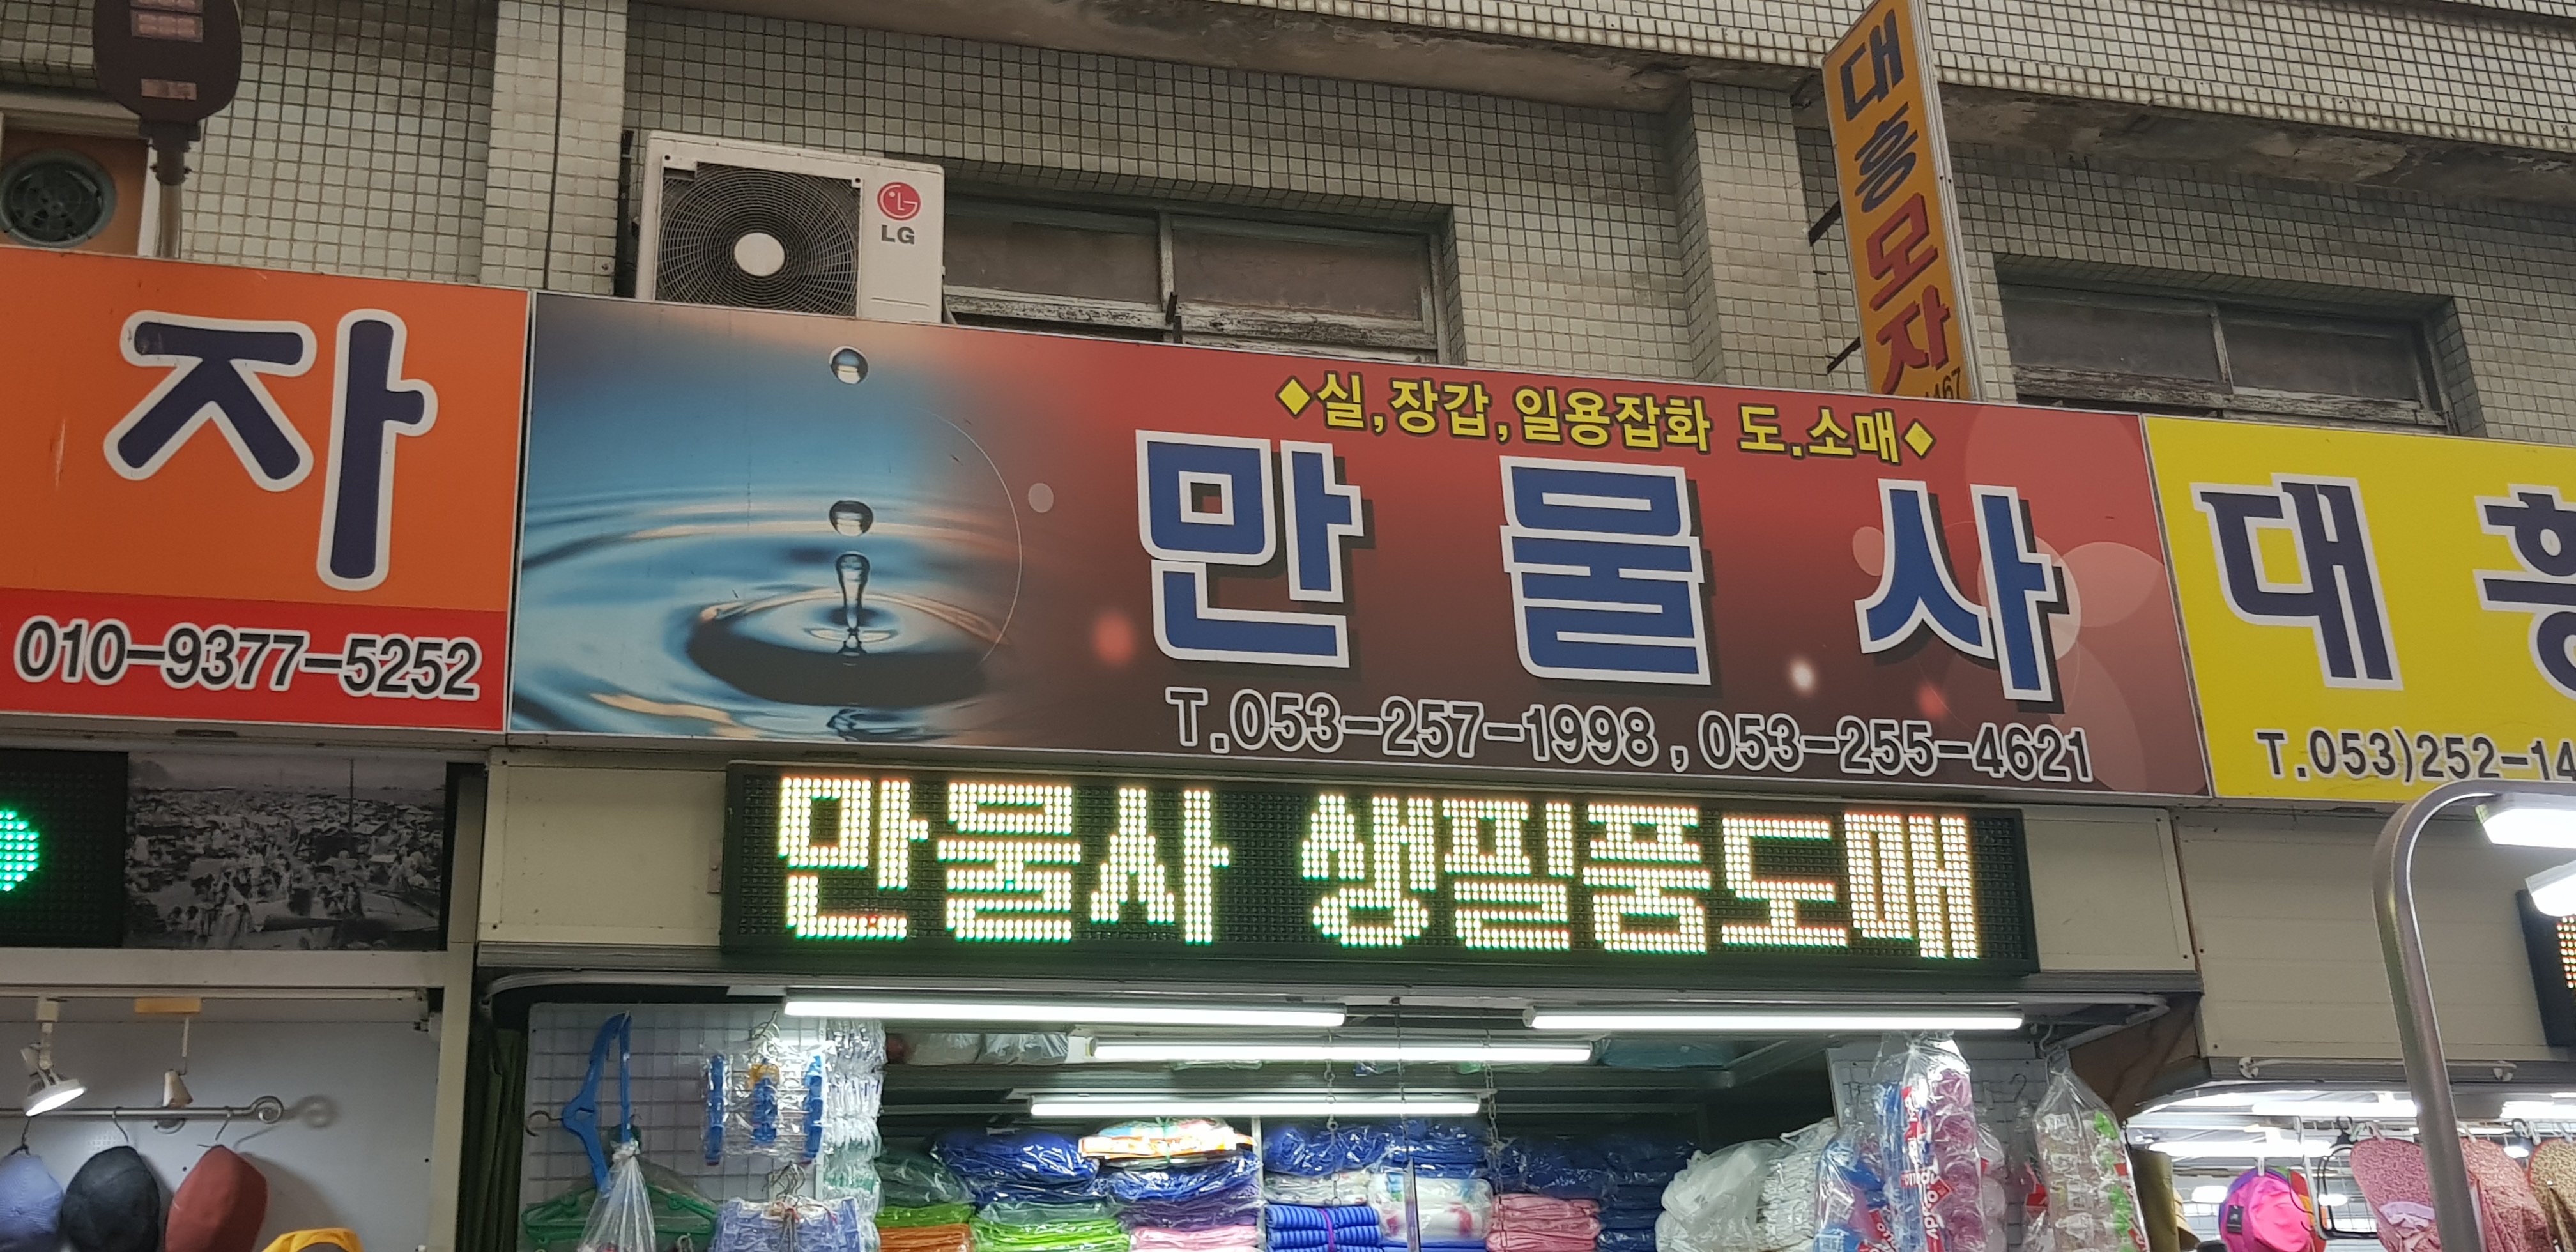 대흥모자
LG
자
010-9377-5252
◆실,장갑,일용잡화 도.소매◆
만물사
T.053-257-1998, 053-255-4621
대흥
T.053)252-14
만물사 생필품도매